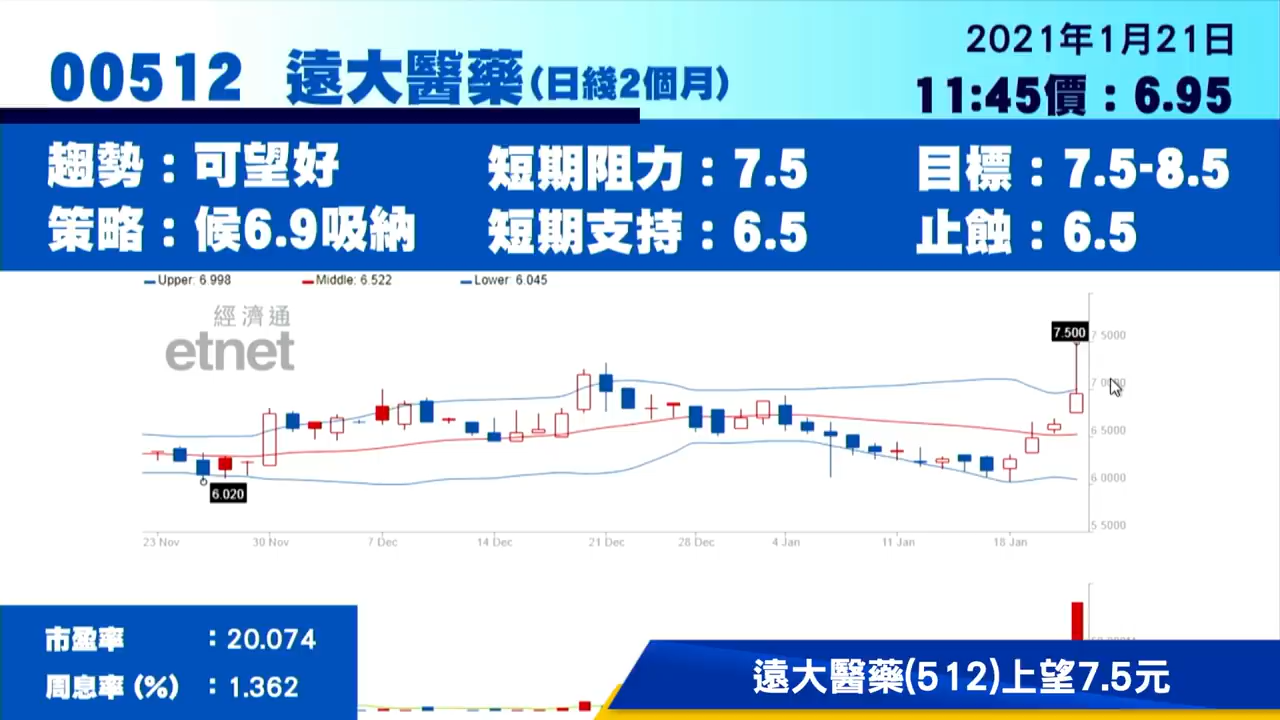 00512 遠大醫藥(日綫2個月)
2021年1月21日
11:45價：6.95
趨勢：可望好
短期阻力：7.5
目標：7.5-8.5
策略：候6.9吸納
短期支持：6.5
止蝕：6.5
Upper: 6.998 Middle: 6.522 Lower: 6.045
經濟通
etnet
7.500
7 5000
6 5000
6 0000
5 5000
6.020
23 Nov 30 Nov 7 Dec 14 Dec 21 Dec 28 Dec 4 Jan 11 Jan 18 Jan
市盈率 ：20.074
周息率 (%) ：1.362
遠大醫藥(512)上望7.5元